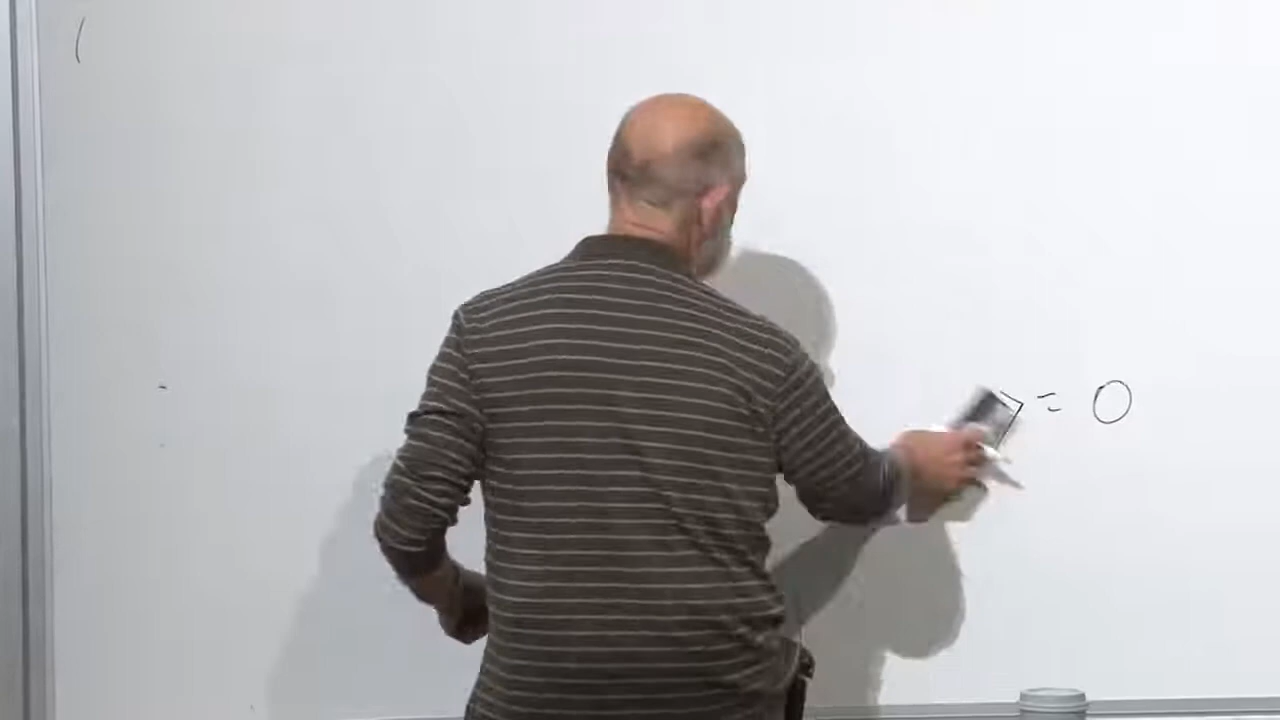 (
] = 0